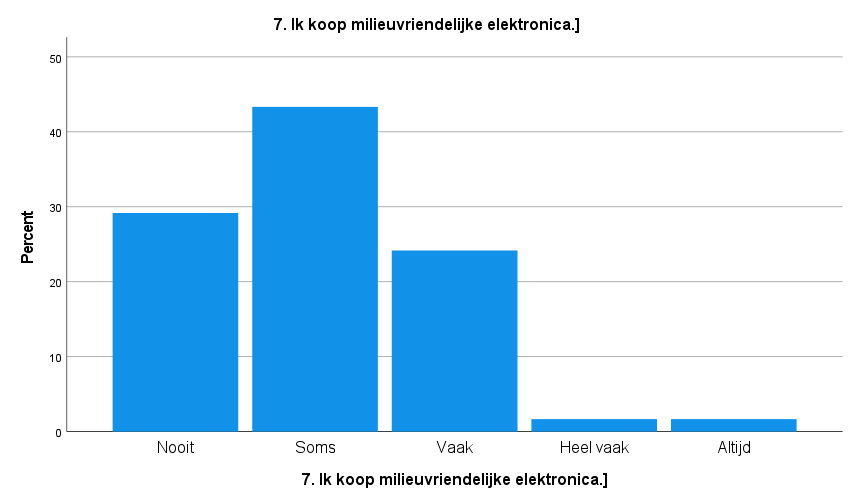 7. Ik koop milieuvriendelijke elektronica.]
50
40
30
20
10
0
Percent
Nooit Soms Vaak Heel vaak Altijd
7. Ik koop milieuvriendelijke elektronica.]